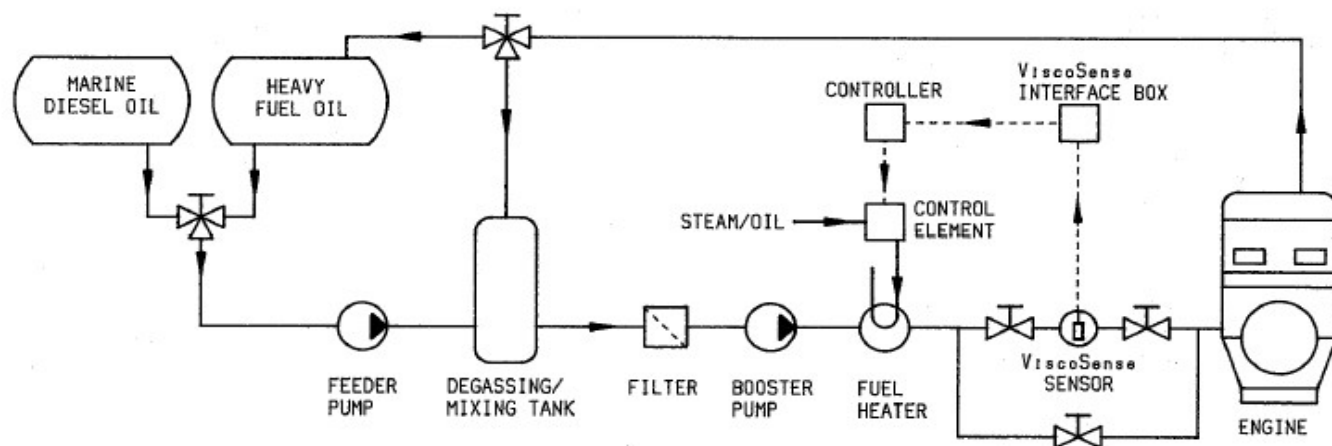 MARINE
DIESEL OIL
HEAVY
FUEL OIL
CONTROLLER
ViscoSense
INTERFACE BOX
STEAM/OIL
CONTROL
ELEMENT
FEEDER
PUMP
DEGASSING/
MIXING TANK
FILTER
BOOSTER
PUMP
FUEL
HEATER
ViscoSense
SENSOR
ENGINE